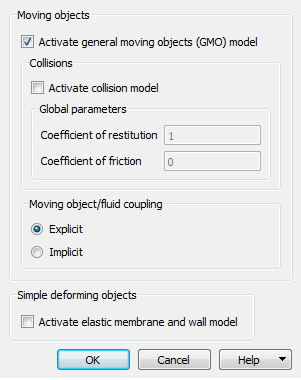 Moving objects
Activate general moving objects (GMO) model
Collisions
Activate collision model
Global parameters
Coefficient of restitution 1
Coefficient of friction 0
Moving object/fluid coupling
Explicit
Implicit
Simple deforming objects
Activate elastic membrane and wall model
OK Cancel Help